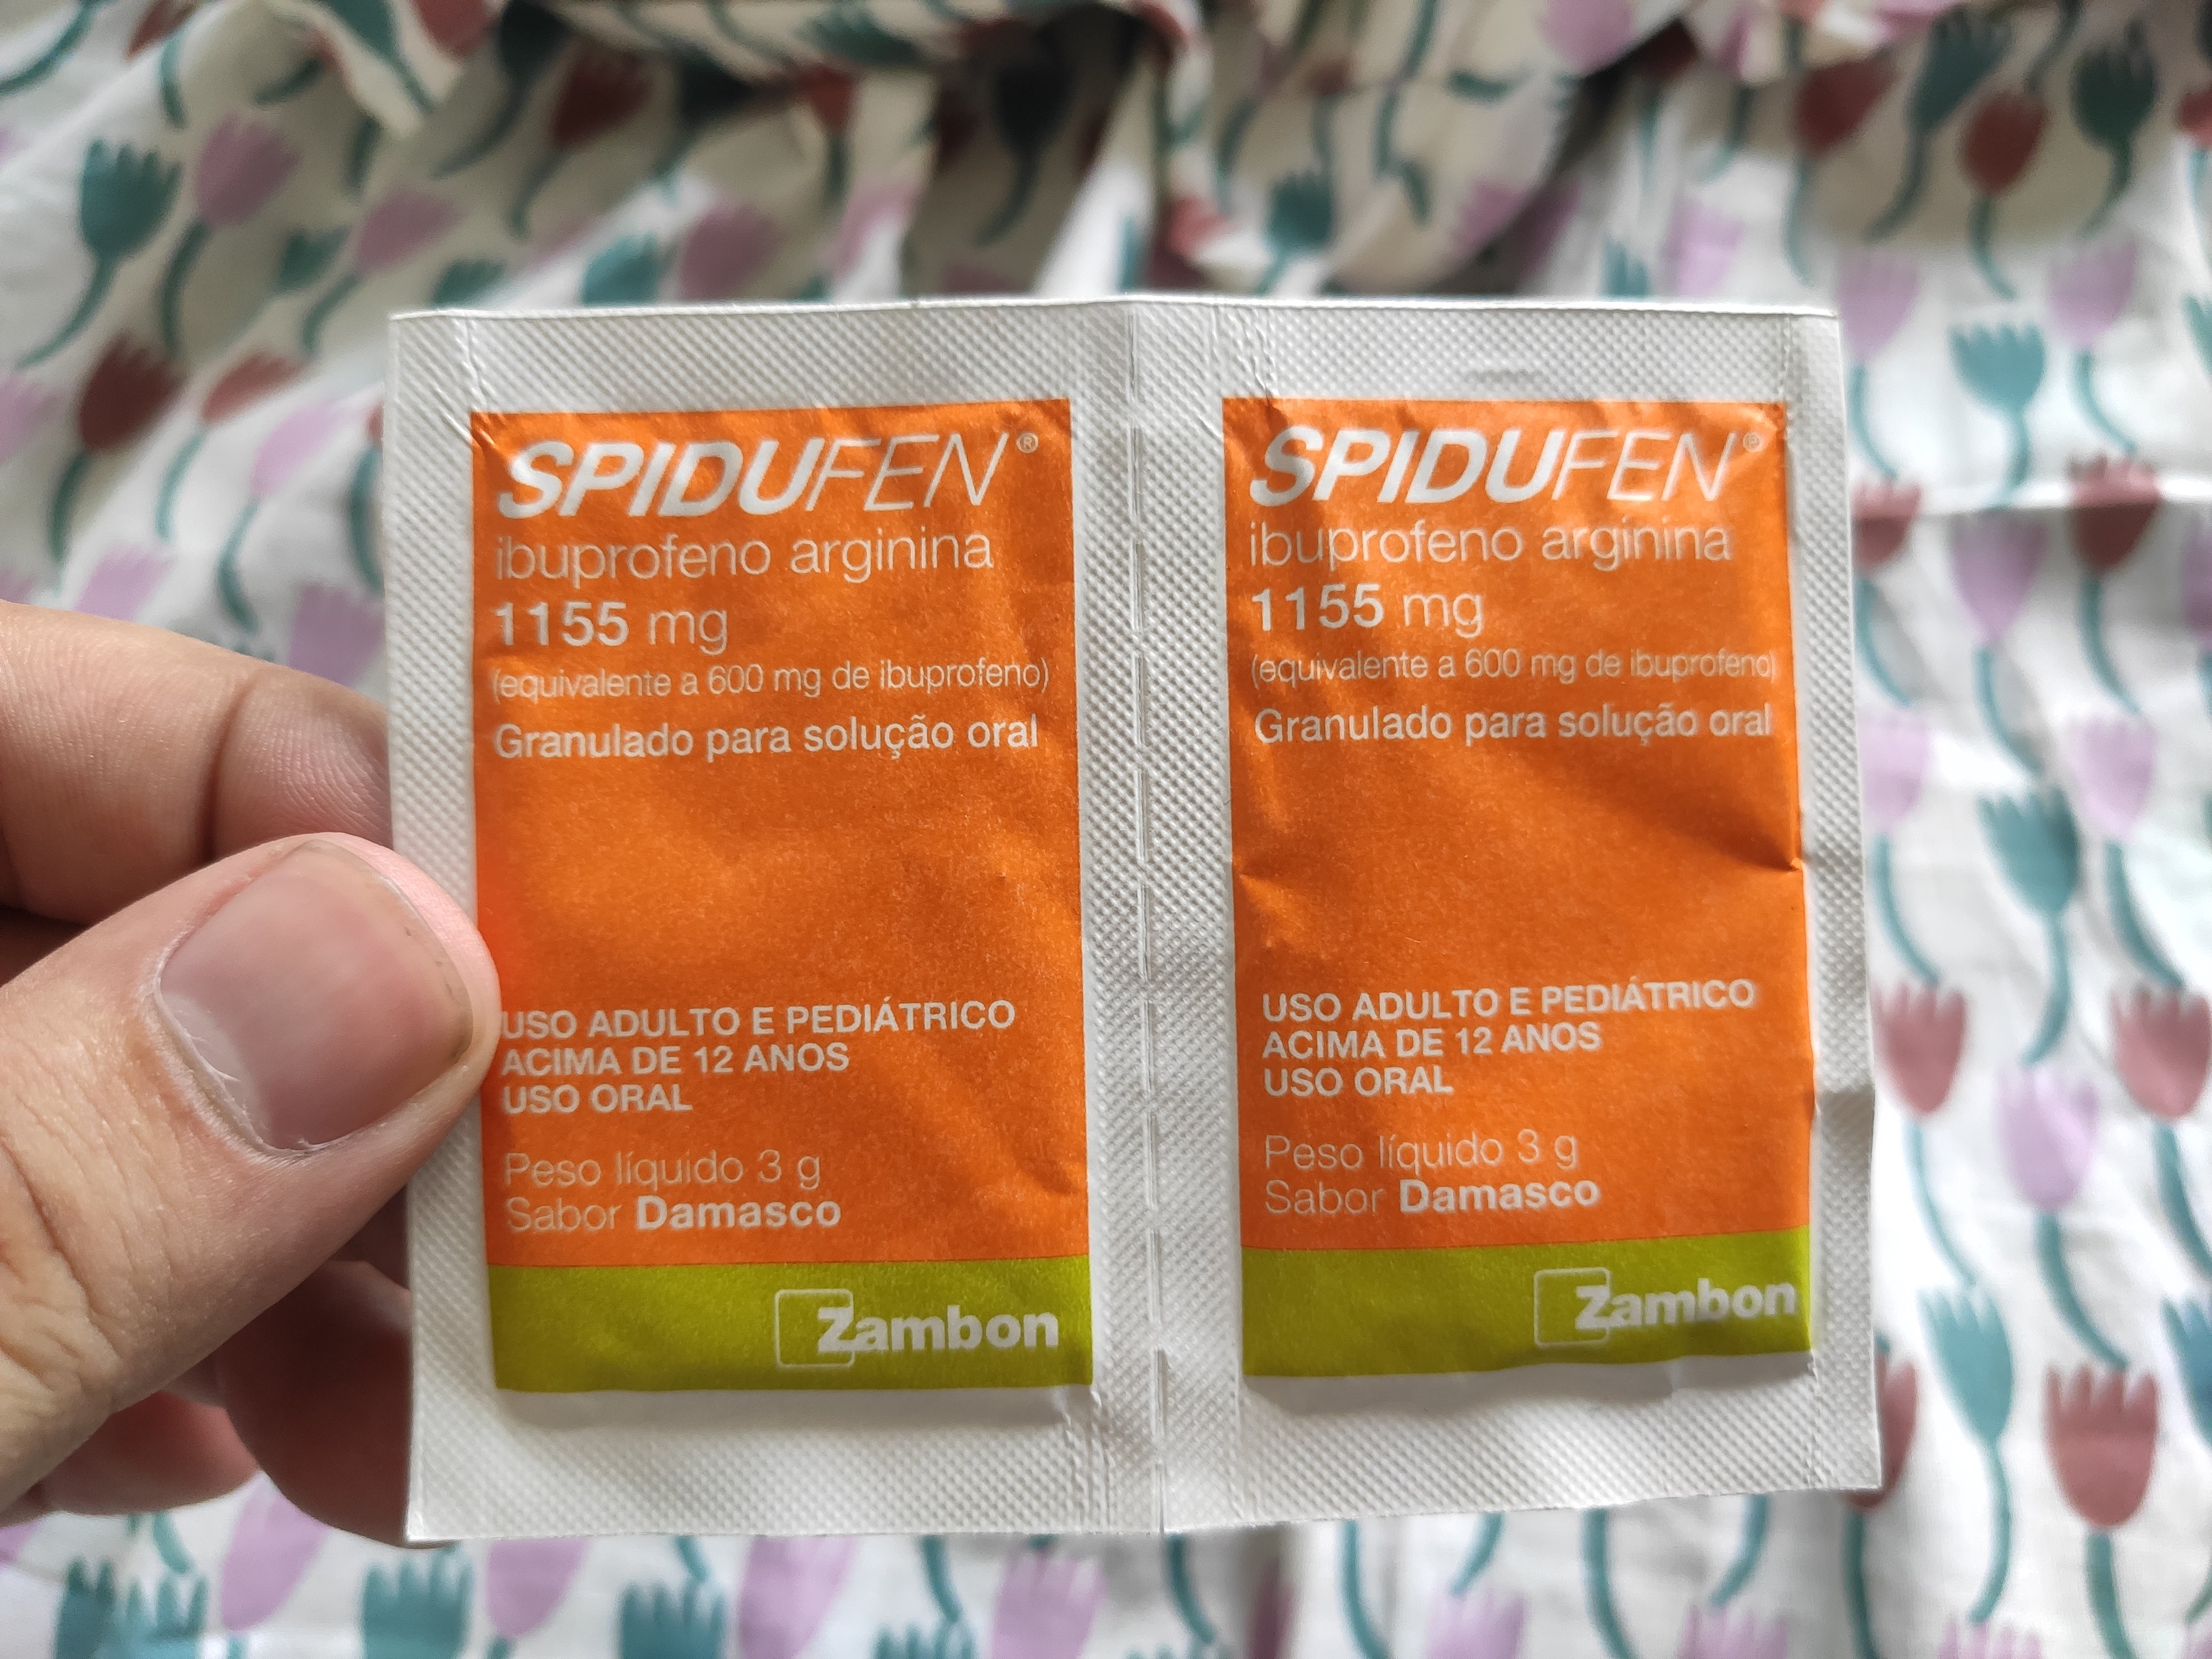 SPIDUFEN®
ibuprofeno arginina
1155 mg
(equivalente a 600 mg de ibuprofeno)
Granulado para solução oral
USO ADULTO E PEDIÁTRICO
ACIMA DE 12 ANOS
USO ORAL
Peso líquido 3 g
Sabor Damasco
Zambon
SPIDUFEN®
ibuprofeno arginina
1155 mg
(equivalente a 600 mg de ibuprofeno)
Granulado para solução oral
USO ADULTO E PEDIÁTRICO
ACIMA DE 12 ANOS
USO ORAL
Peso líquido 3 g
Sabor Damasco
Zambon